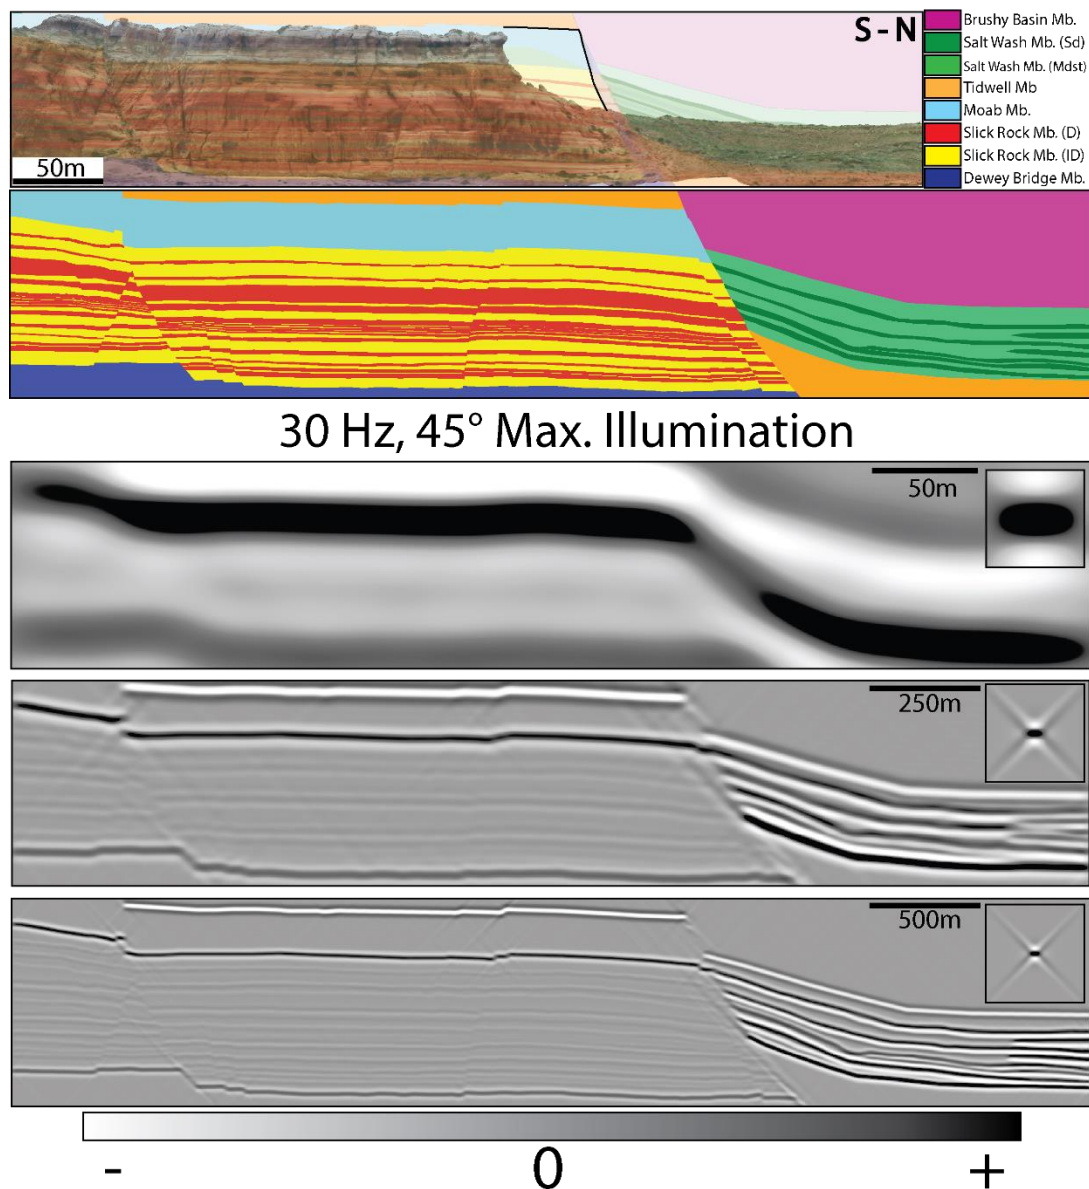 S - N
50m
Brushy Basin Mb.
Salt Wash Mb. (Sd)
Salt Wash Mb. (Mdst)
Tidwell Mb
Moab Mb.
Slick Rock Mb. (D)
Slick Rock Mb. (ID)
Dewey Bridge Mb.
30 Hz, 45° Max. Illumination
50m
250m
500m
- 0 +